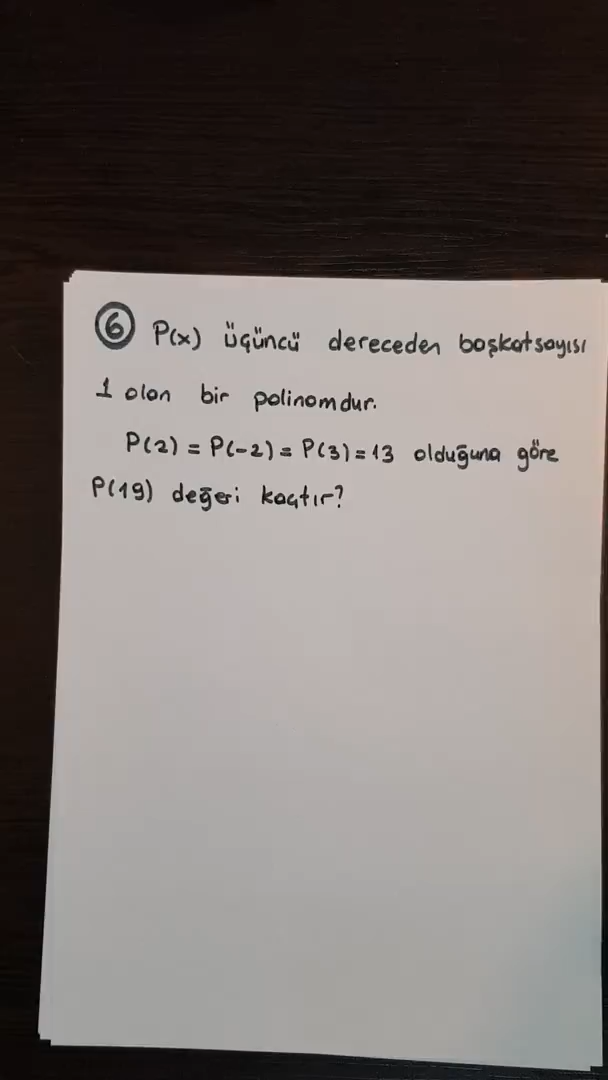 6 P(x) üçüncü dereceden başkatsayısı
1 olan bir polinomdur.
P(2) = P(-2) = P(3) = 13 olduğuna göre
P(19) değeri kaçtır?